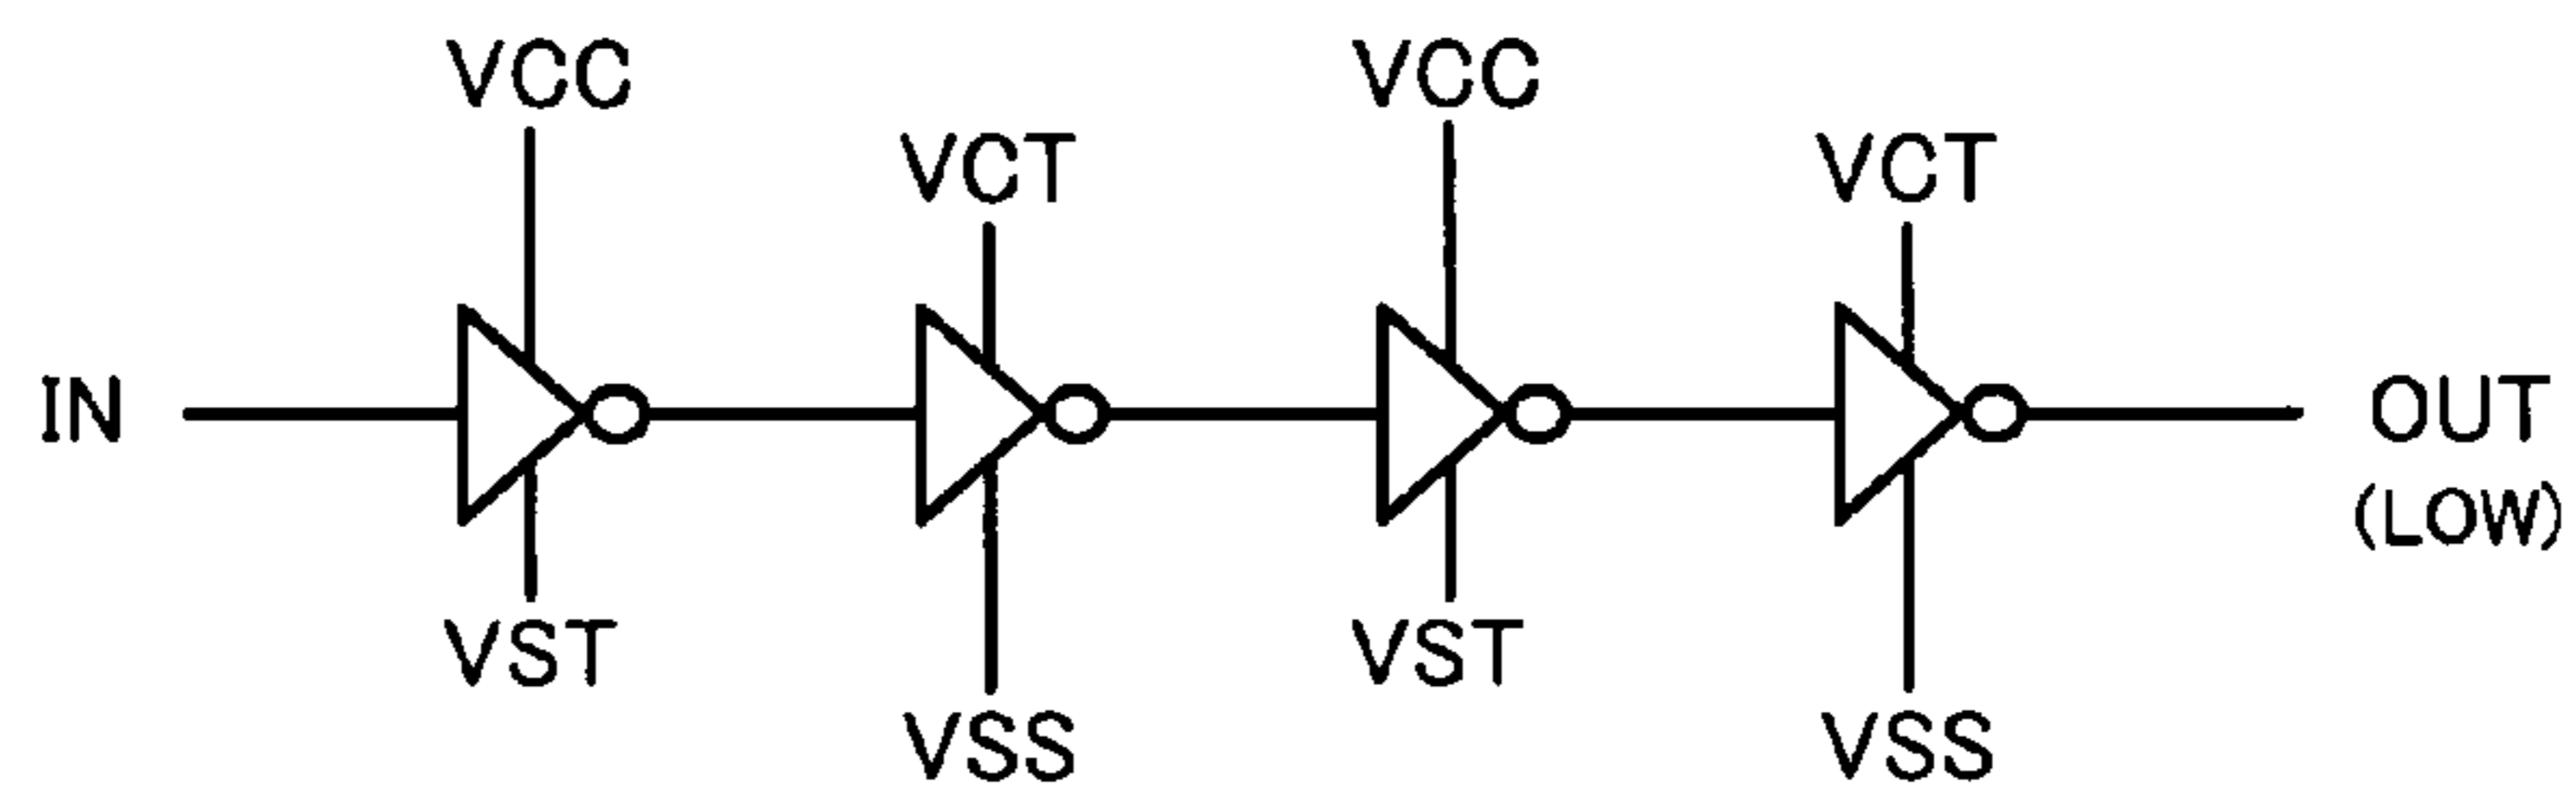 VCC
VCC
VCT
VCT
IN
OUT
(LOW)
VST
VST
VSS
VSS